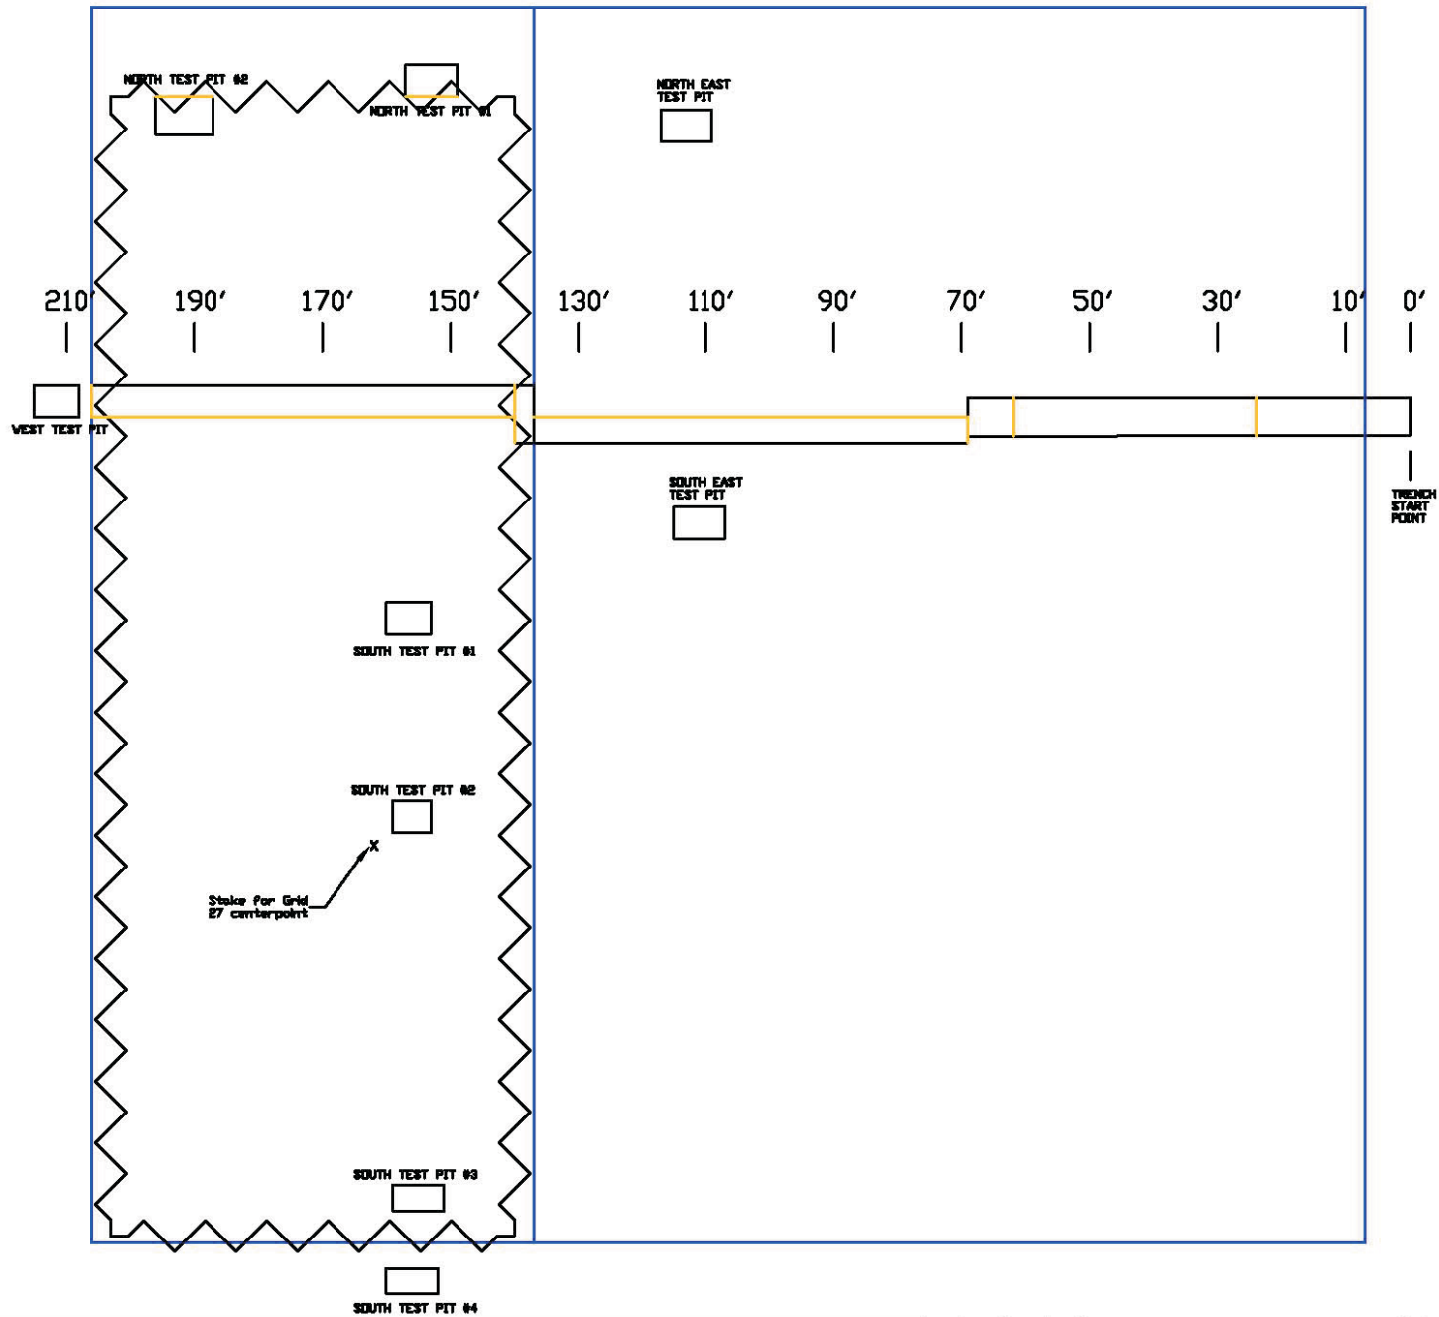 NORTH TEST PIT #2
NORTH TEST PIT #1
NORTH EAST
TEST PIT
210' 190' 170' 150' 130' 110' 90' 70' 50' 30' 10' 0'
WEST TEST PIT
SOUTH EAST
TEST PIT
TRENCH
START
POINT
SOUTH TEST PIT #1
SOUTH TEST PIT #2
X
Stake for Grid
27 centerpoint
SOUTH TEST PIT #3
SOUTH TEST PIT #4